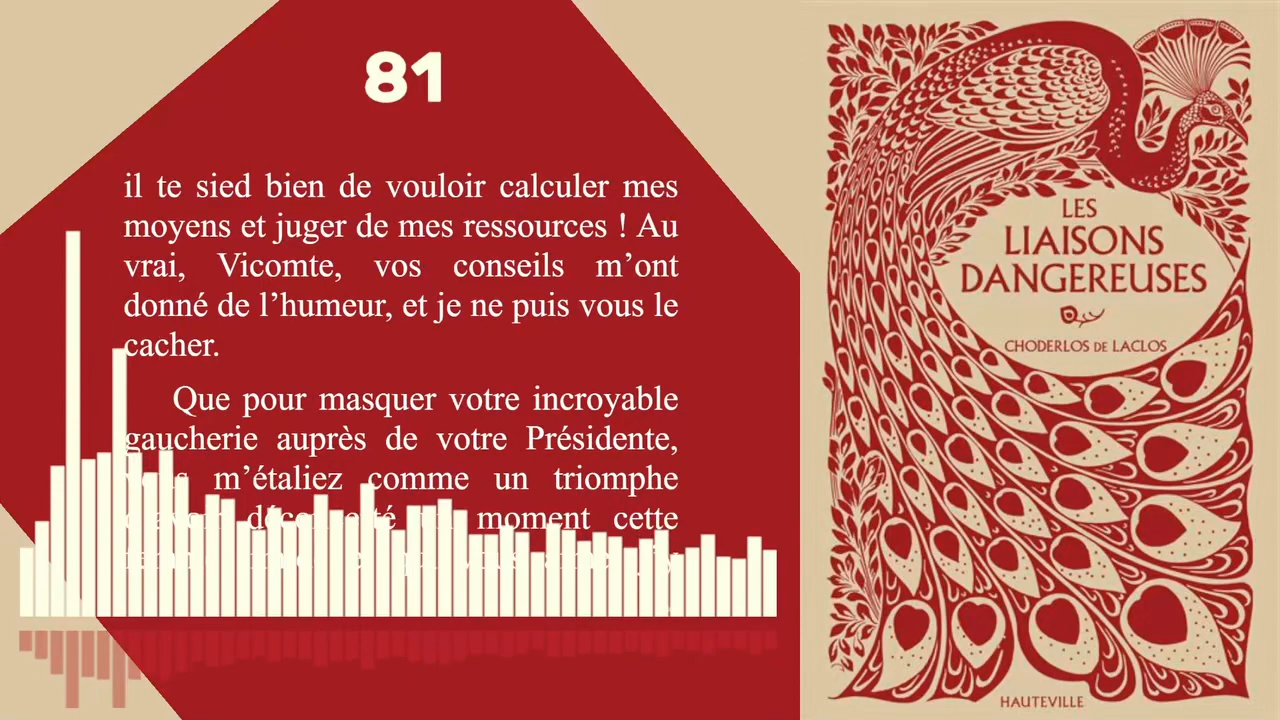 81
il te sied bien de vouloir calculer mes
moyens et juger de mes ressources ! Au
vrai, Vicomte, vos conseils m’ont
donné de l’humeur, et je ne puis vous le
cacher.
Que pour masquer votre incroyable
gaucherie auprès de votre Présidente,
m’étaliez comme un triomphe
moment cette
LES
LIAISONS
DANGEREUSES
CHODERLOS DE LACLOS
HAUTEVILLE